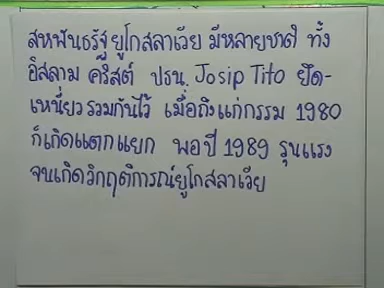 สหพันธรัฐยูโกสลาเวีย มีหลายชาติ ทั้ง
อิสลาม คริสต์ ปธน. Josip Tito ยึด-
เหนี่ยวรวมกันไว้ เมื่อถึงแก่กรรม 1980
ก็เกิดแตกแยก พอปี 1989 รุนแรง
จนเกิดวิกฤติการณ์ยูโกสลาเวีย